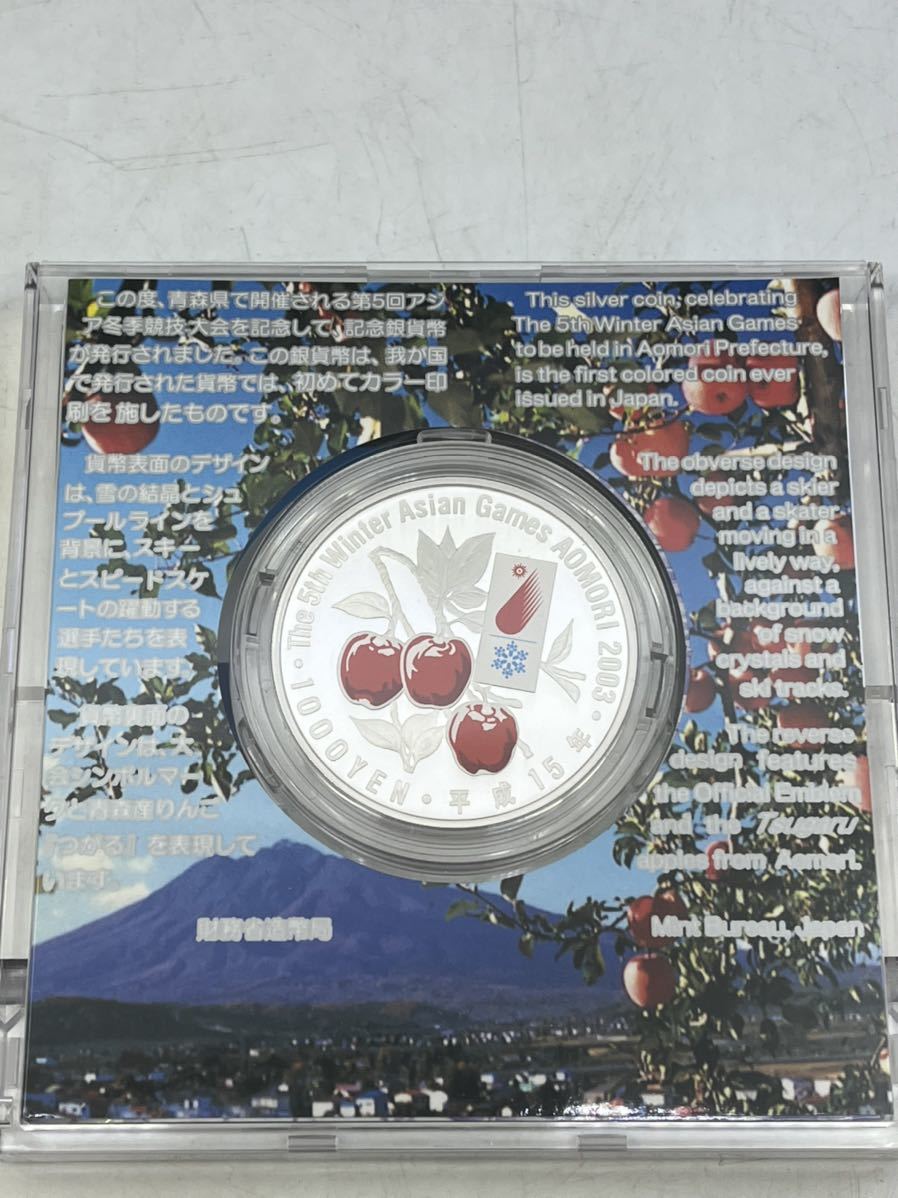 この度、青森県で開催される第5回アジ
ア冬季競技大会を記念して、記念銀貨幣
が発行されました。この銀貨幣は、我が国
で発行された貨幣では、初めてカラー印
刷を施したものです。
貨幣表面のデザイン
は、雪の結晶とシュ
プールラインを
背景に、スキー
とスピードスケ
ートの躍動する
選手たちを表
現しています。
貨幣裏面の
デザインは、大
会シンボルマー
クと青森産りんご
『つがる』を表現して
います。
財務省造幣局
This silver coin, celebrating
The 5th Winter Asian Games
to be held in Aomori Prefecture,
is the first colored coin ever
issued in Japan.
The obverse design
depicts a skier
and a skater
moving in a
lively way,
against a
background
of snow
crystals and
ski tracks.
The reverse
design features
the Official Emblem
and the Tsugaru
apples from Aomori.
Mint Bureau, Japan
The 5th Winter Asian Games AOMORI 2003
1000 YEN・平成15年